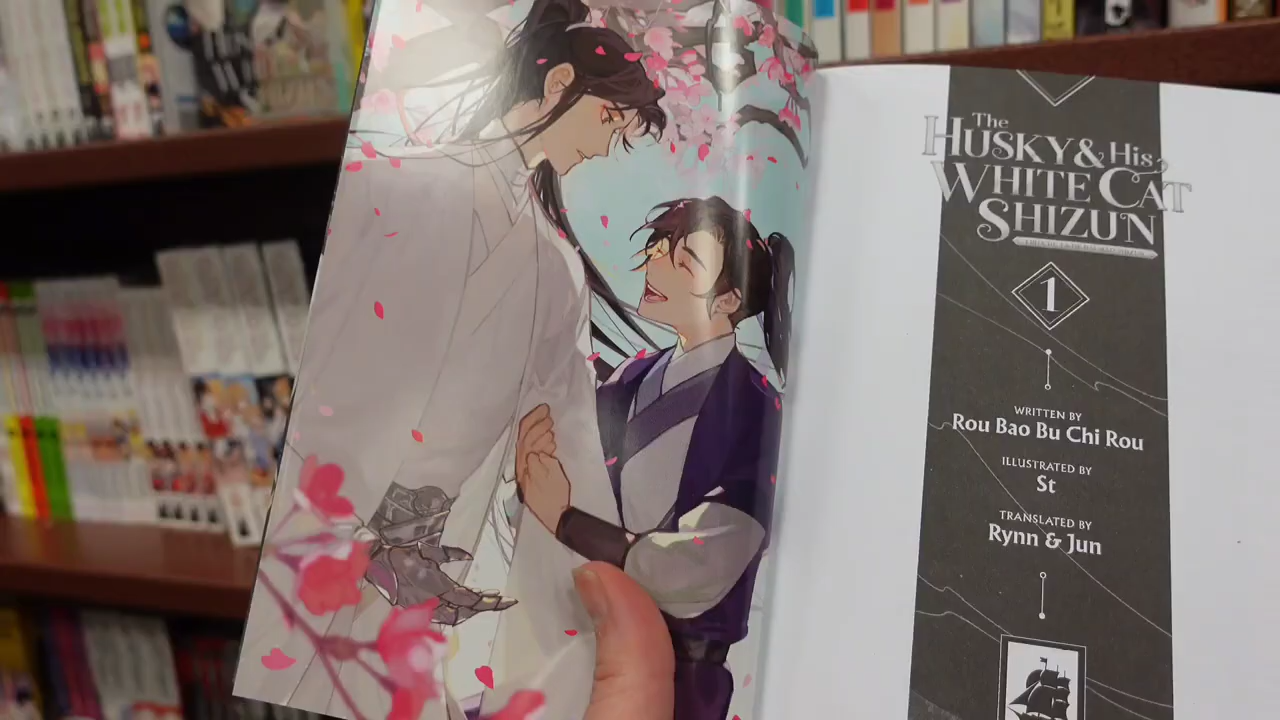 The
HUSKY & His
WHITE CAT
SHIZUN
1
WRITTEN BY
Rou Bao Bu Chi Rou
ILLUSTRATED BY
St
TRANSLATED BY
Rynn & Jun